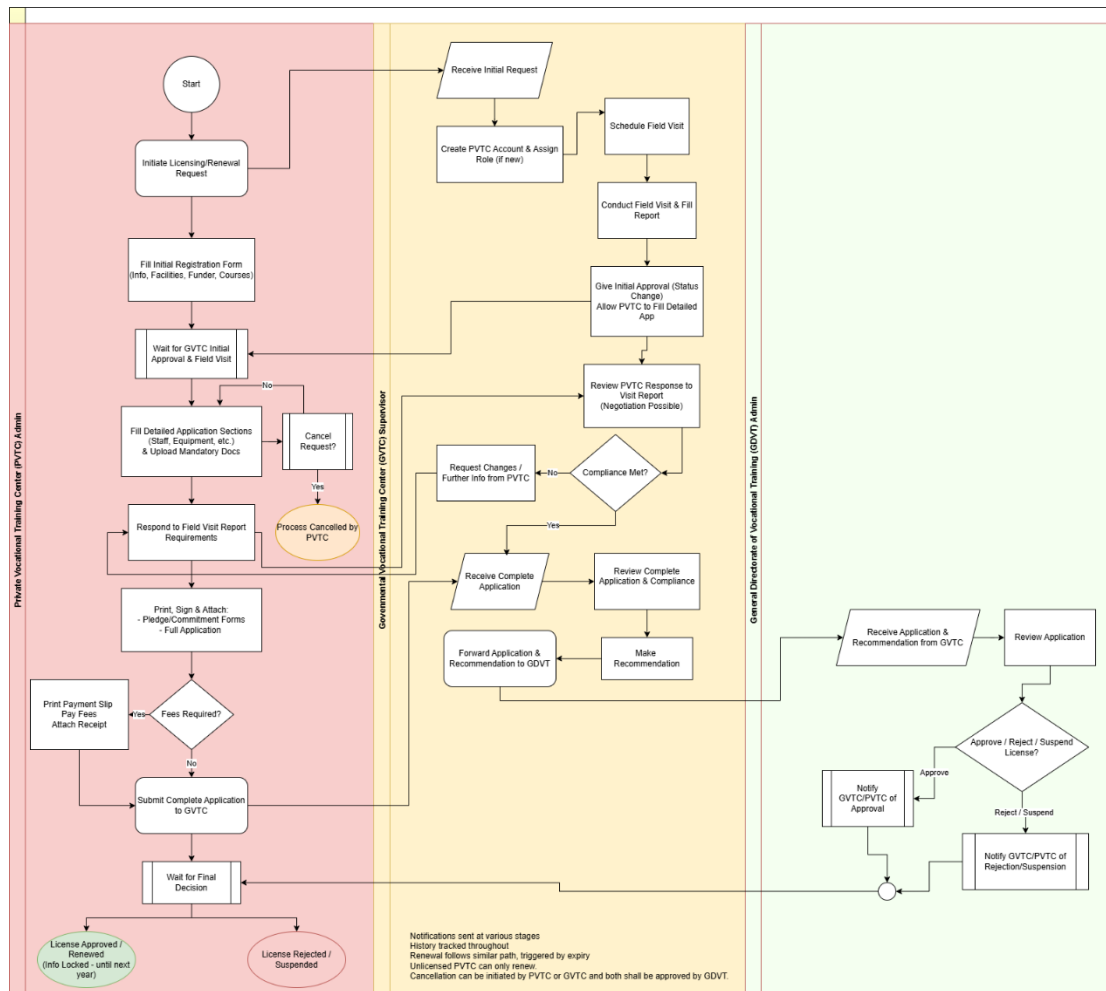 Private Vocational Training Center (PVTC) Admin
Start
Initiate Licensing/Renewal
Request
Fill Initial Registration Form
(Info, Facilities, Funder, Courses)
Wait for GVTC Initial
Approval & Field Visit
No
Fill Detailed Application Sections
(Staff, Equipment, etc.)
& Upload Mandatory Docs
Cancel
Request?
Yes
Process Cancelled by
PVTC
Respond to Field Visit Report
Requirements
Print, Sign & Attach:
- Pledge/Commitment Forms
- Full Application
Fees Required?
Yes
Print Payment Slip
Pay Fees
Attach Receipt
No
Submit Complete Application
to GVTC
Wait for Final
Decision
License Approved /
Renewed
(Info Locked - until next
year)
License Rejected /
Suspended
Govermental Vocational Training Center (GVTC) Supervisor
Receive Initial Request
Create PVTC Account & Assign
Role (if new)
Schedule Field Visit
Conduct Field Visit & Fill
Report
Give Initial Approval (Status
Change)
Allow PVTC to Fill Detailed
App
Review PVTC Response to
Visit Report
(Negotiation Possible)
Compliance Met?
No
Request Changes /
Further Info from PVTC
Yes
Receive Complete
Application
Review Complete
Application & Compliance
Make
Recommendation
Forward Application &
Recommendation to GDVT
Notifications sent at various stages
History tracked throughout
Renewal follows similar path, triggered by expiry
Unlicensed PVTC can only renew.
Cancellation can be initiated by PVTC or GVTC and both shall be approved by GDVT.
General Directorate of Vocational Training (GDVT) Admin
Receive Application &
Recommendation from GVTC
Review Application
Approve / Reject / Suspend
License?
Approve
Notify
GVTC/PVTC of
Approval
Reject / Suspend
Notify GVTC/PVTC of
Rejection/Suspension